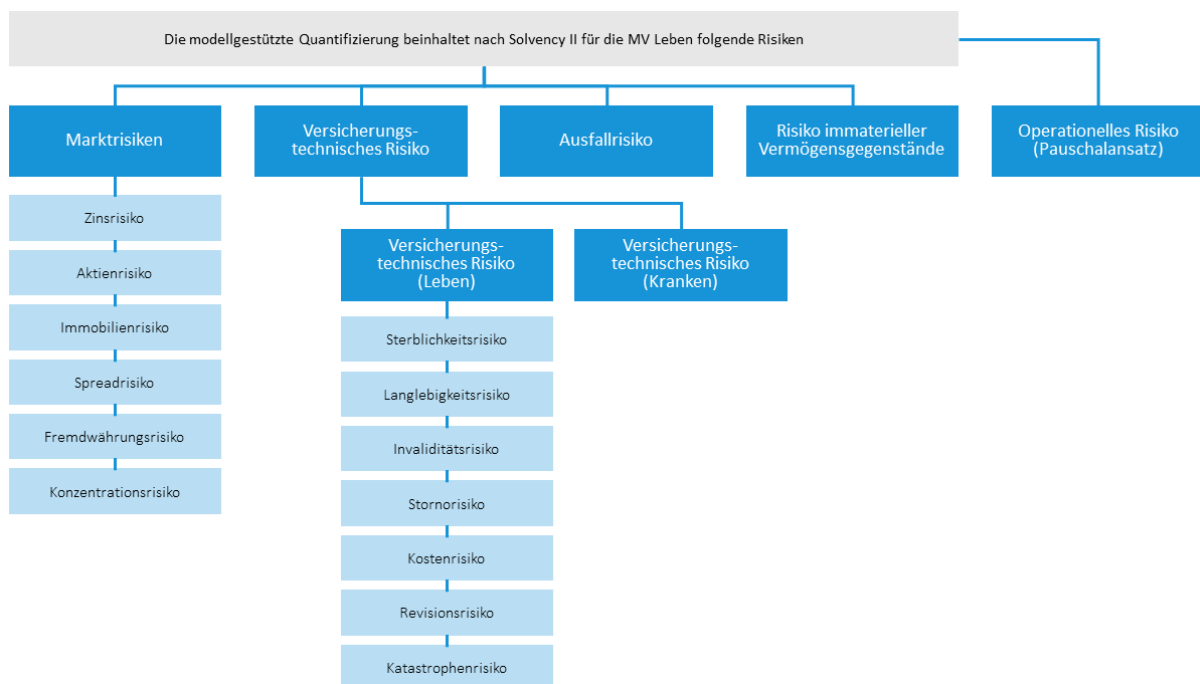 Die modellgestützte Quantifizierung beinhaltet nach Solvency II für die MV Leben folgende Risiken
Marktrisiken
Versicherungs-
technisches Risiko
Ausfallrisiko
Risiko immaterieller
Vermögensgegenstände
Operationelles Risiko
(Pauschalansatz)
Zinsrisiko
Aktienrisiko
Immobilienrisiko
Spreadrisiko
Fremdwährungsrisiko
Konzentrationsrisiko
Versicherungs-
technisches Risiko
(Leben)
Versicherungs-
technisches Risiko
(Kranken)
Sterblichkeitsrisiko
Langlebigkeitsrisiko
Invaliditätsrisiko
Stornorisiko
Kostenrisiko
Revisionsrisiko
Katastrophenrisiko